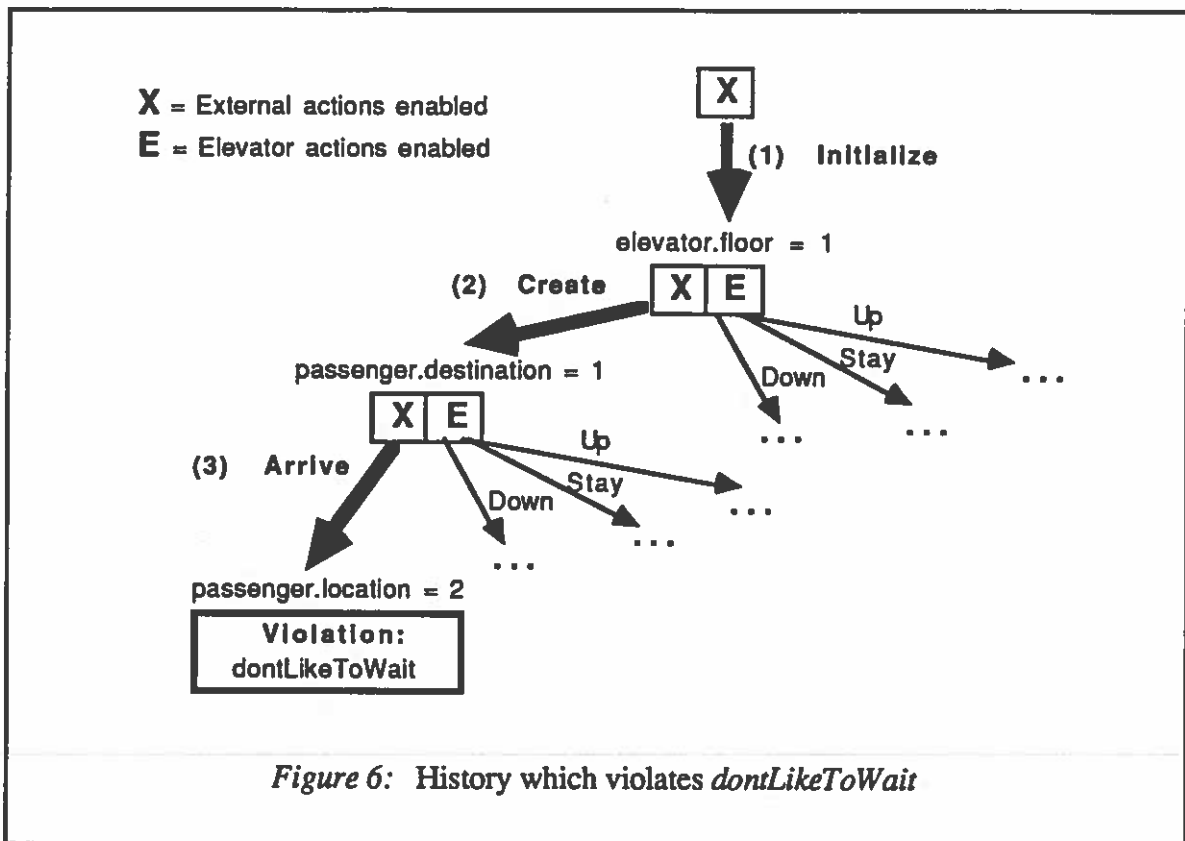 X
X = External actions enabled
E = Elevator actions enabled
(1) Initialize
elevator.floor = 1
(2) Create
X E
Up
Stay
Down
...
... ...
passenger.destination = 1
X E
Up
(3) Arrive
Stay
Down
...
...
...
passenger.location = 2
Violation:
dontLikeToWait
Figure 6: History which violates dontLikeToWait